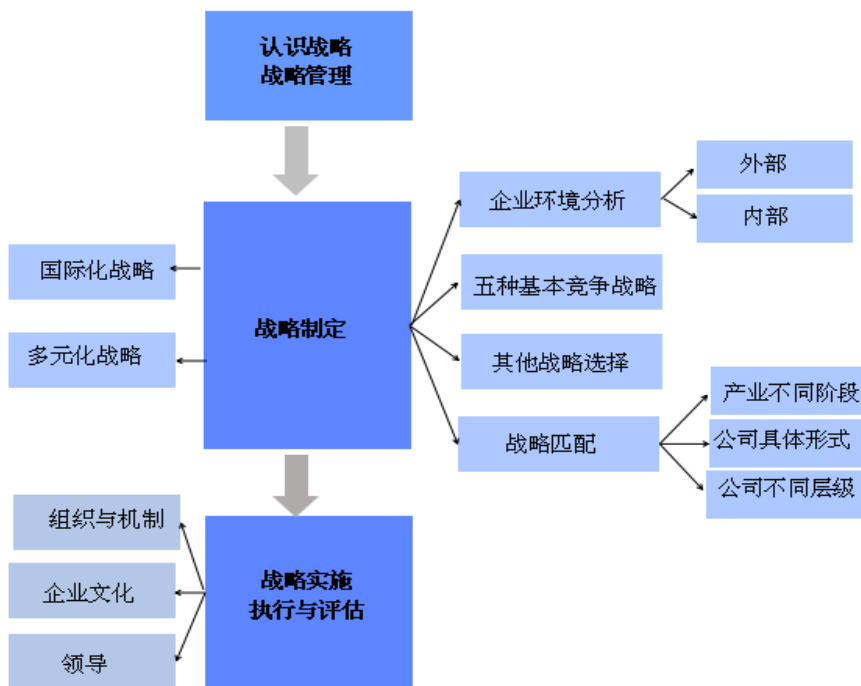 认识战略
战略管理
外部
企业环境分析
内部
国际化战略
五种基本竞争战略
战略制定
多元化战略
其他战略选择
产业不同阶段
战略匹配
公司具体形式
公司不同层级
组织与机制
战略实施
执行与评估
企业文化
领导